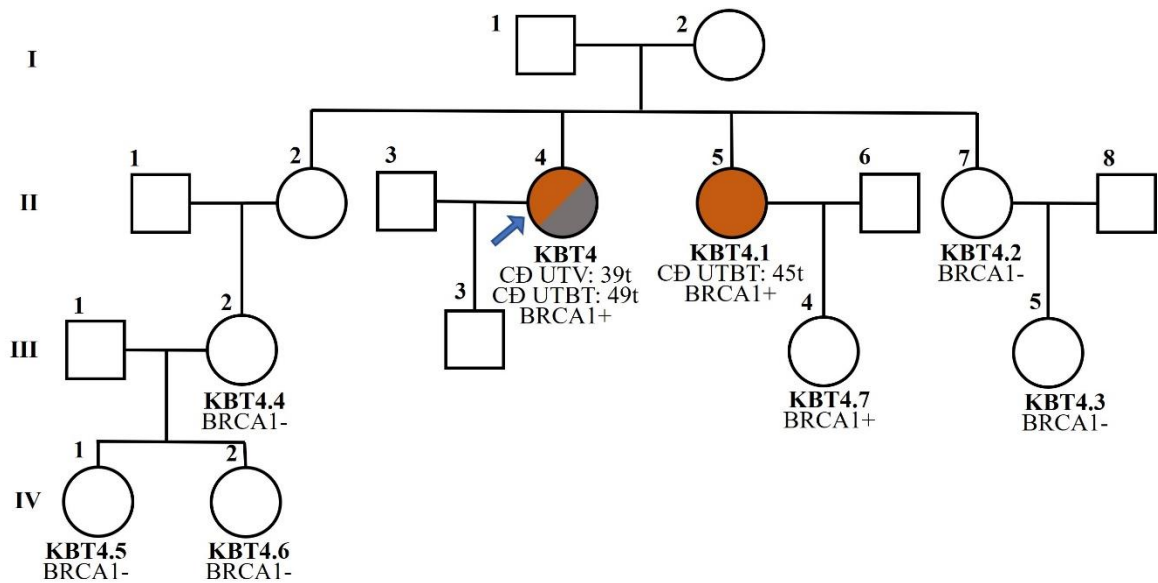 1
2
I
1
2
3
4
5
6
7
8
II
KBT4
CĐ UTV: 39t
CĐ UTBT: 49t
BRCA1+
KBT4.1
CĐ UTBT: 45t
BRCA1+
KBT4.2
BRCA1-
1
2
3
4
5
III
KBT4.4
BRCA1-
KBT4.7
BRCA1+
KBT4.3
BRCA1-
1
2
IV
KBT4.5
BRCA1-
KBT4.6
BRCA1-